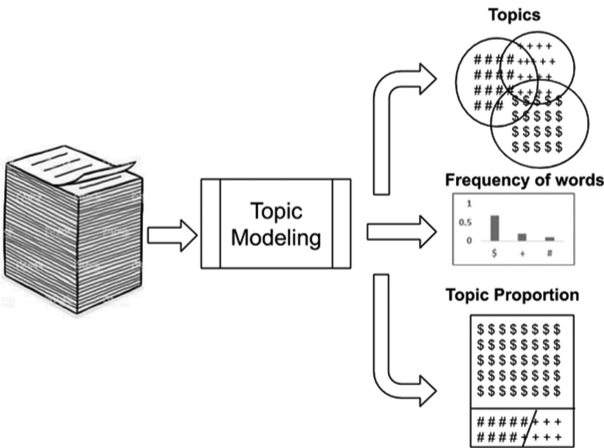 Topics
# # # # + + + +
# # # # + + + + +
# # # # + + + +
# # # # + + + +
# # # $ $ $ $ $
$ $ $ $ $
$ $ $ $ $
$ $ $ $ $
Topic
Modeling
Frequency of words
1
0.5
0
$ + #
Topic Proportion
$ $ $ $ $ $ $ $
$ $ $ $ $ $ $ $
$ $ $ $ $ $ $ $
$ $ $ $ $ $ $ $
$ $ $ $ $ $ $ $
# # # # # + + +
# # # # + + + +